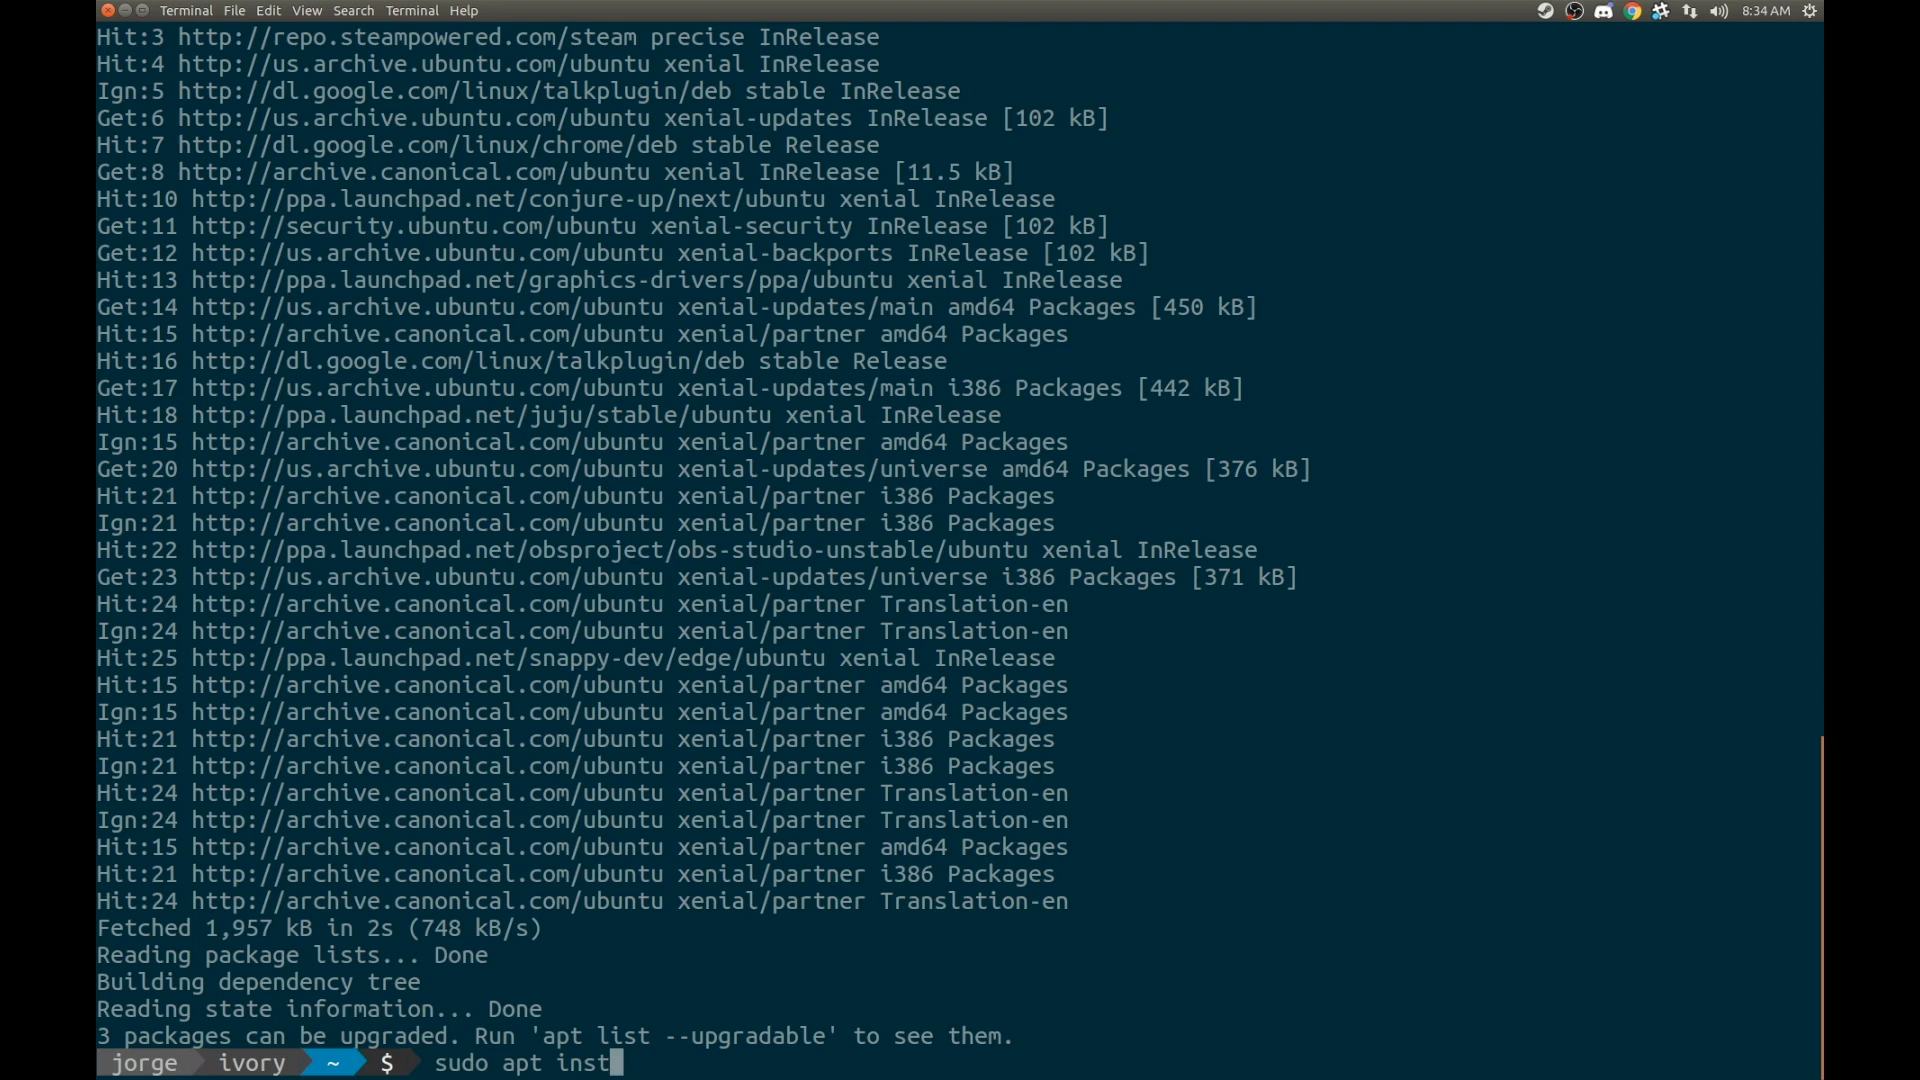 Terminal File Edit View Search Terminal Help 8:34 AM
Hit:3 http://repo.steampowered.com/steam precise InRelease
Hit:4 http://us.archive.ubuntu.com/ubuntu xenial InRelease
Ign:5 http://dl.google.com/linux/talkplugin/deb stable InRelease
Get:6 http://us.archive.ubuntu.com/ubuntu xenial-updates InRelease [102 kB]
Hit:7 http://dl.google.com/linux/chrome/deb stable Release
Get:8 http://archive.canonical.com/ubuntu xenial InRelease [11.5 kB]
Hit:10 http://ppa.launchpad.net/conjure-up/next/ubuntu xenial InRelease
Get:11 http://security.ubuntu.com/ubuntu xenial-security InRelease [102 kB]
Get:12 http://us.archive.ubuntu.com/ubuntu xenial-backports InRelease [102 kB]
Hit:13 http://ppa.launchpad.net/graphics-drivers/ppa/ubuntu xenial InRelease
Get:14 http://us.archive.ubuntu.com/ubuntu xenial-updates/main amd64 Packages [450 kB]
Hit:15 http://archive.canonical.com/ubuntu xenial/partner amd64 Packages
Hit:16 http://dl.google.com/linux/talkplugin/deb stable Release
Get:17 http://us.archive.ubuntu.com/ubuntu xenial-updates/main i386 Packages [442 kB]
Hit:18 http://ppa.launchpad.net/juju/stable/ubuntu xenial InRelease
Ign:15 http://archive.canonical.com/ubuntu xenial/partner amd64 Packages
Get:20 http://us.archive.ubuntu.com/ubuntu xenial-updates/universe amd64 Packages [376 kB]
Hit:21 http://archive.canonical.com/ubuntu xenial/partner i386 Packages
Ign:21 http://archive.canonical.com/ubuntu xenial/partner i386 Packages
Hit:22 http://ppa.launchpad.net/obsproject/obs-studio-unstable/ubuntu xenial InRelease
Get:23 http://us.archive.ubuntu.com/ubuntu xenial-updates/universe i386 Packages [371 kB]
Hit:24 http://archive.canonical.com/ubuntu xenial/partner Translation-en
Ign:24 http://archive.canonical.com/ubuntu xenial/partner Translation-en
Hit:25 http://ppa.launchpad.net/snappy-dev/edge/ubuntu xenial InRelease
Hit:15 http://archive.canonical.com/ubuntu xenial/partner amd64 Packages
Ign:15 http://archive.canonical.com/ubuntu xenial/partner amd64 Packages
Hit:21 http://archive.canonical.com/ubuntu xenial/partner i386 Packages
Ign:21 http://archive.canonical.com/ubuntu xenial/partner i386 Packages
Hit:24 http://archive.canonical.com/ubuntu xenial/partner Translation-en
Ign:24 http://archive.canonical.com/ubuntu xenial/partner Translation-en
Hit:15 http://archive.canonical.com/ubuntu xenial/partner amd64 Packages
Hit:21 http://archive.canonical.com/ubuntu xenial/partner i386 Packages
Hit:24 http://archive.canonical.com/ubuntu xenial/partner Translation-en
Fetched 1,957 kB in 2s (748 kB/s)
Reading package lists... Done
Building dependency tree
Reading state information... Done
3 packages can be upgraded. Run 'apt list --upgradable' to see them.
jorge ivory ~ $ sudo apt inst